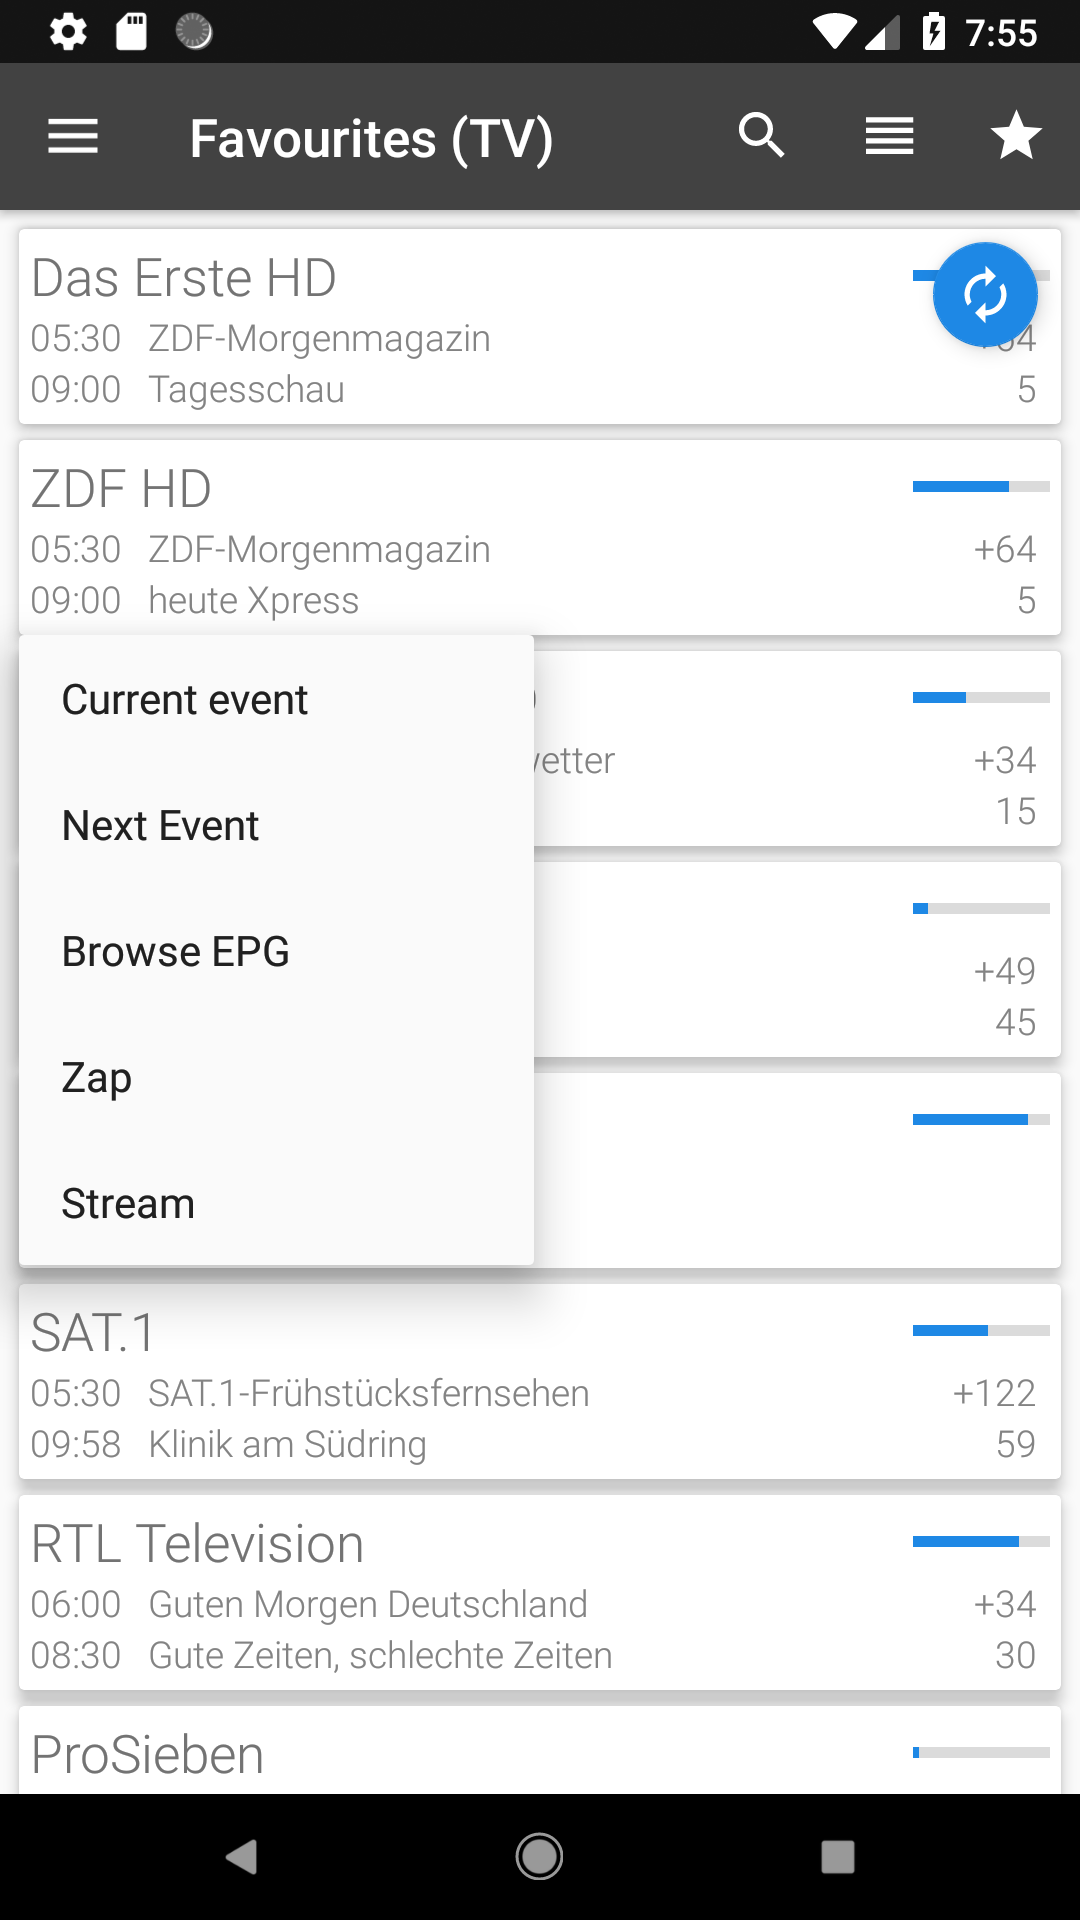 7:55
Favourites (TV)
Das Erste HD
05:30 ZDF-Morgenmagazin
09:00 Tagesschau 5
ZDF HD
05:30 ZDF-Morgenmagazin +64
09:00 heute Xpress 5
Current event
+34
Next Event
15
Browse EPG
+49
45
Zap
Stream
SAT.1
05:30 SAT.1-Frühstücksfernsehen +122
09:58 Klinik am Südring 59
RTL Television
06:00 Guten Morgen Deutschland +34
08:30 Gute Zeiten, schlechte Zeiten 30
ProSieben